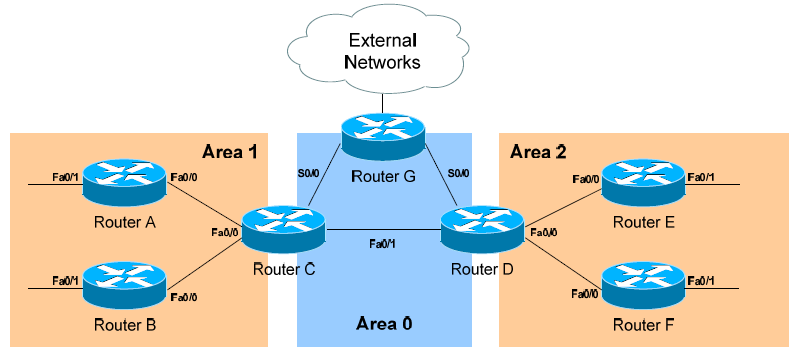 External
Networks
Area 1
Area 2
Router G
S0/0
S0/0
Fa0/1
Fa0/0
Router A
Fa0/0
Fa0/1
Router E
Fa0/0
Router C
Fa0/1
Router D
Fa0/0
Fa0/1
Fa0/0
Router B
Fa0/0
Fa0/1
Router F
Area 0